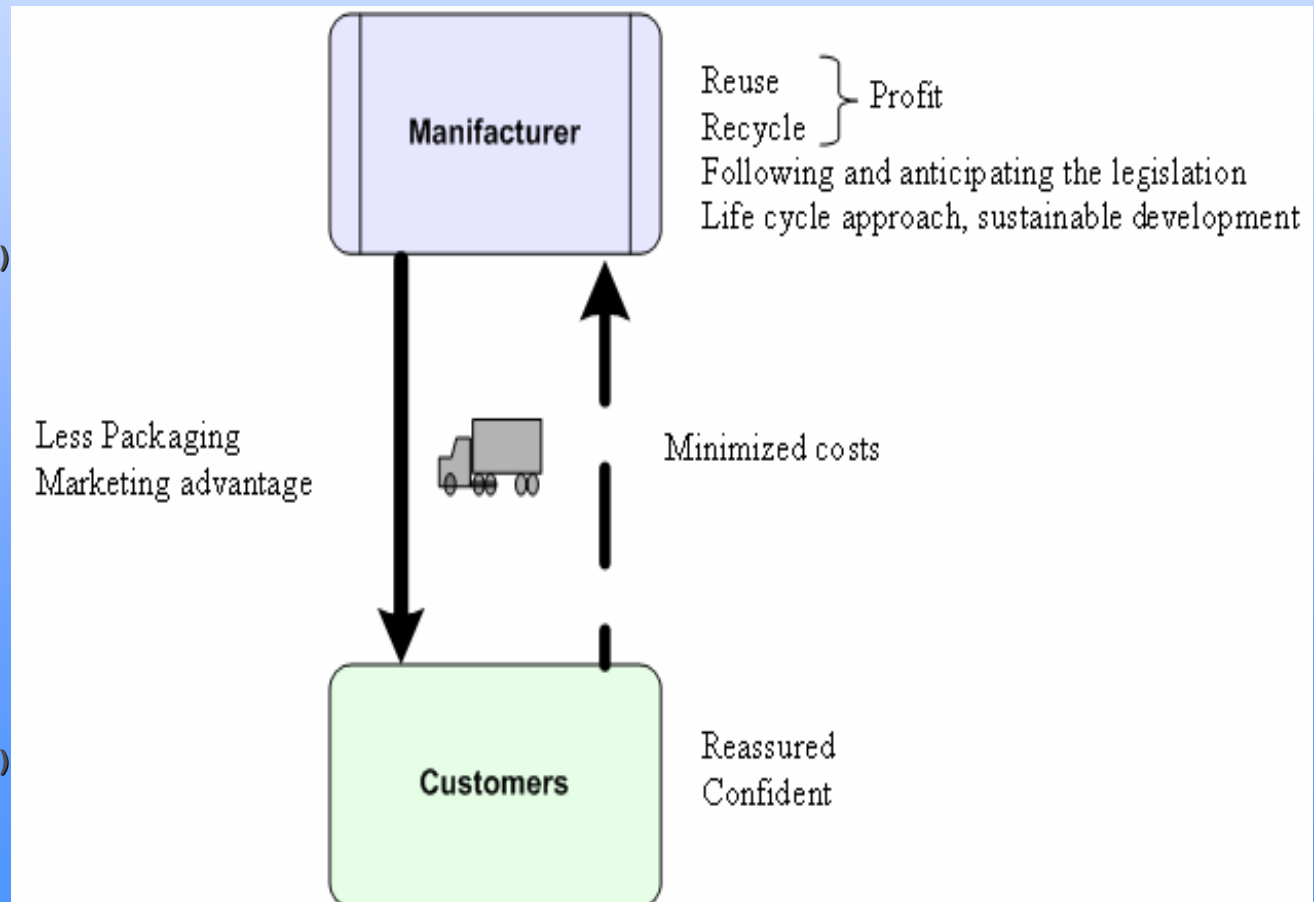 Manifacturer
Reuse
Recycle
Profit
Following and anticipating the legislation
Life cycle approach, sustainable development
)
Less Packaging
Marketing advantage
Minimized costs
)
Customers
Reassured
Confident